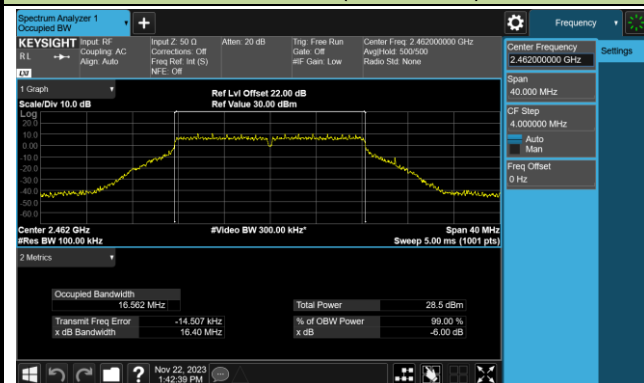 Spectrum Analyzer 1
Occupied BW
Frequency
KEYSIGHT
Input: RF
Input Z: 50 Ω
Atten: 20 dB
Trig: Free Run
Center Freq: 2.462000000 GHz
RL
Coupling: AC
Corrections: Off
Gate: Off
Avg|Hold: 500/500
Align: Auto
Freq Ref: Int (S)
#IF Gain: Low
Radio Std: None
LXI
NFE: Off
Center Frequency
2.462000000 GHz
Settings
Span
40.000 MHz
CF Step
4.000000 MHz
Auto
Man
Freq Offset
0 Hz
1 Graph
Ref Lvl Offset 22.00 dB
Scale/Div 10.0 dB
Ref Value 30.00 dBm
Log
20.0
10.0
0.00
-10.0
-20.0
-30.0
-40.0
-50.0
-60.0
Center 2.462 GHz
#Video BW 300.00 kHz*
Span 40 MHz
#Res BW 100.00 kHz
Sweep 5.00 ms (1001 pts)
2 Metrics
Occupied Bandwidth
16.562 MHz
Total Power
28.5 dBm
Transmit Freq Error
-14.507 kHz
% of OBW Power
99.00 %
x dB Bandwidth
16.40 MHz
x dB
-6.00 dB
Nov 22, 2023
1:42:39 PM